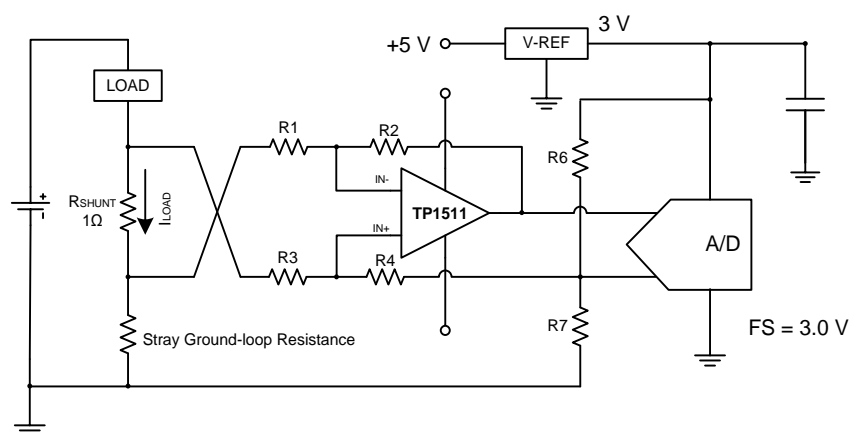 +5 V
V-REF
3 V
LOAD
R1
R2
R6
IN-
RSHUNT
1Ω
ILOAD
TP1511
IN+
A/D
R3
R4
R7
FS = 3.0 V
Stray Ground-loop Resistance
+
-